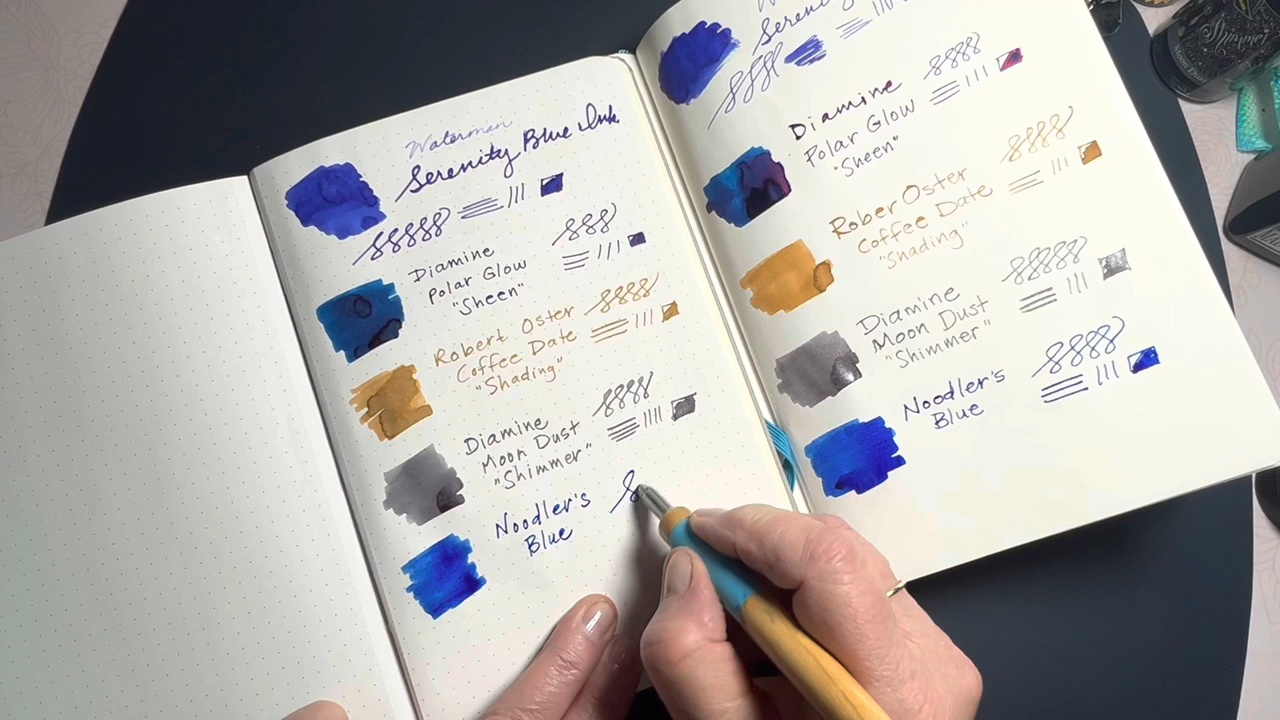 Waterman
Serenity Blue Ink
Diamine
Polar Glow
"Sheen"
Robert Oster
Coffee Date
"Shading"
Diamine
Moon Dust
"Shimmer"
Noodler's
Blue
Diamine
Polar Glow
"Sheen"
Rober Oster
Coffee Date
"Shading"
Diamine
Moon Dust
"Shimmer"
Noodler's
Blue